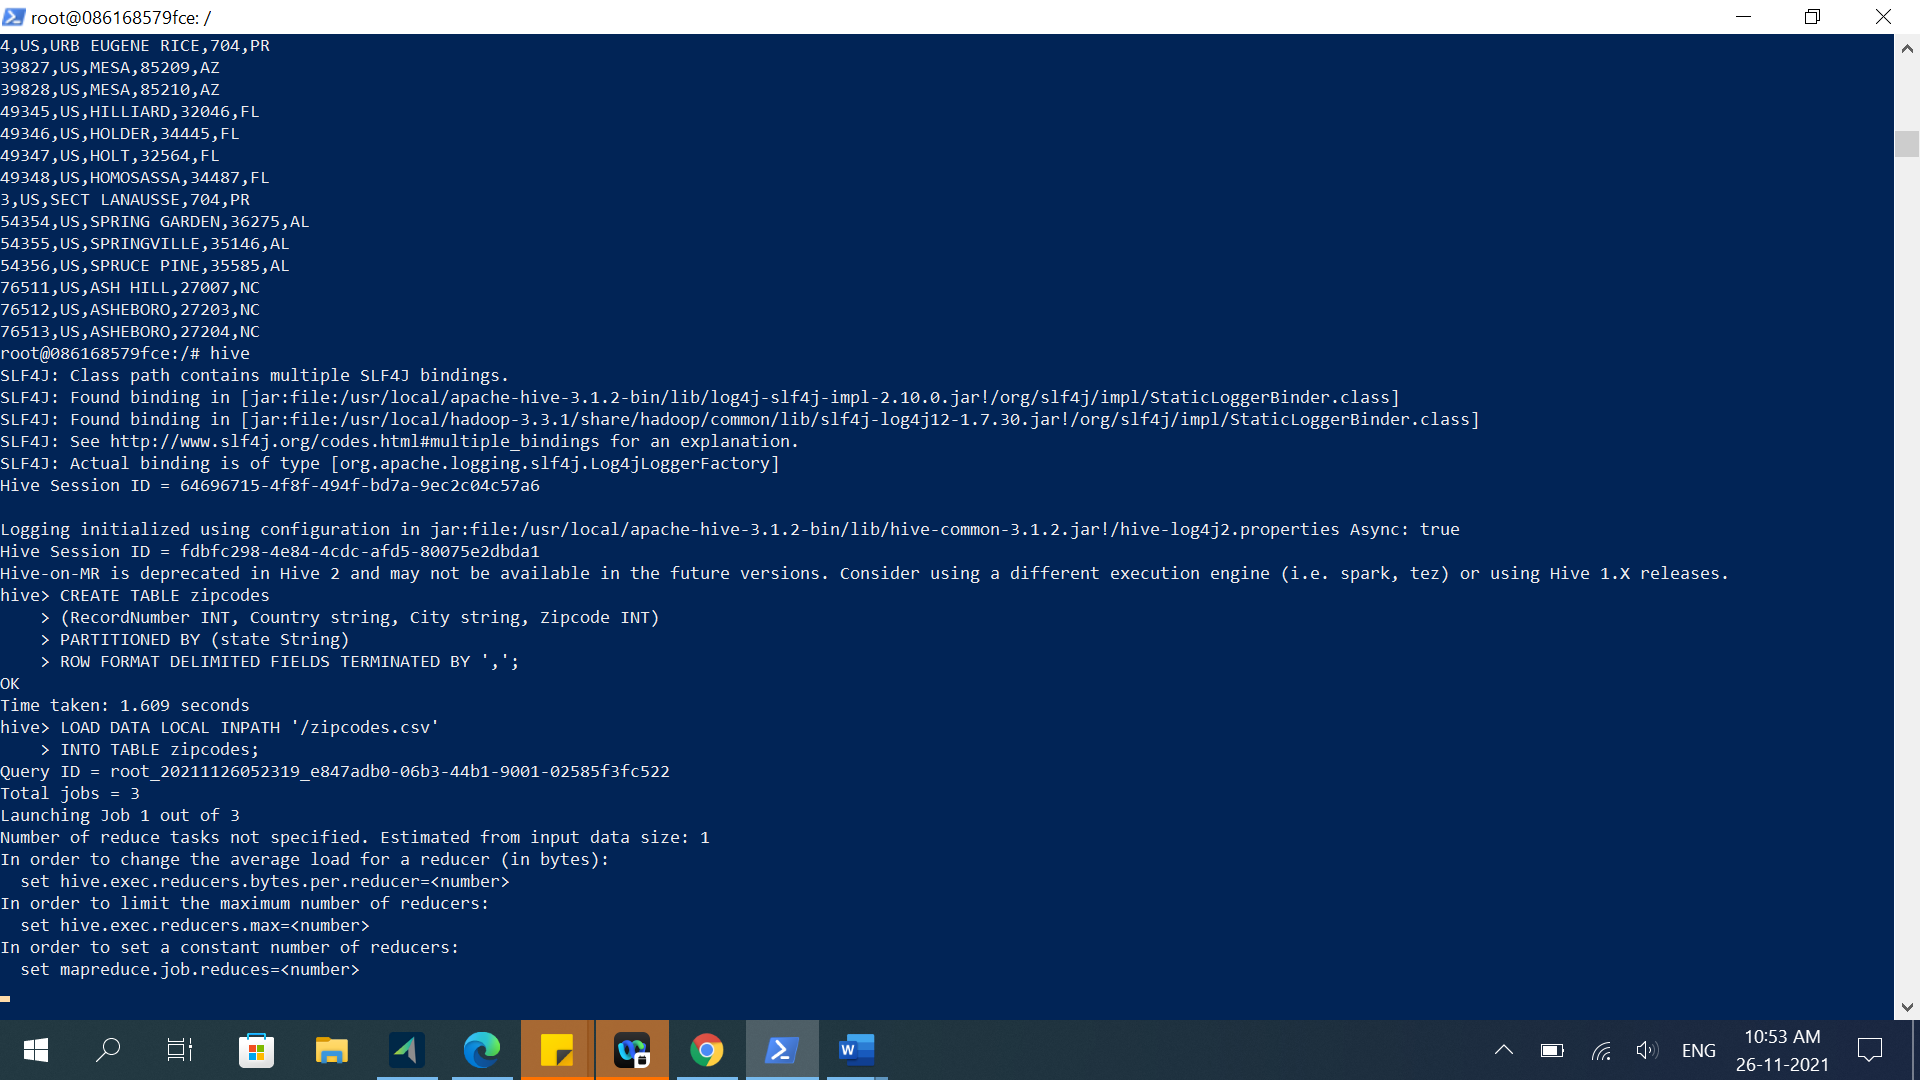 root@086168579fce: /
4,US,URB EUGENE RICE,704,PR
39827,US,MESA,85209,AZ
39828,US,MESA,85210,AZ
49345,US,HILLIARD,32046,FL
49346,US,HOLDER,34445,FL
49347,US,HOLT,32564,FL
49348,US,HOMOSASSA,34487,FL
3,US,SECT LANAUSSE,704,PR
54354,US,SPRING GARDEN,36275,AL
54355,US,SPRINGVILLE,35146,AL
54356,US,SPRUCE PINE,35585,AL
76511,US,ASH HILL,27007,NC
76512,US,ASHEBORO,27203,NC
76513,US,ASHEBORO,27204,NC
root@086168579fce:/# hive
SLF4J: Class path contains multiple SLF4J bindings.
SLF4J: Found binding in [jar:file:/usr/local/apache-hive-3.1.2-bin/lib/log4j-slf4j-impl-2.10.0.jar!/org/slf4j/impl/StaticLoggerBinder.class]
SLF4J: Found binding in [jar:file:/usr/local/hadoop-3.3.1/share/hadoop/common/lib/slf4j-log4j12-1.7.30.jar!/org/slf4j/impl/StaticLoggerBinder.class]
SLF4J: See http://www.slf4j.org/codes.html#multiple_bindings for an explanation.
SLF4J: Actual binding is of type [org.apache.logging.slf4j.Log4jLoggerFactory]
Hive Session ID = 64696715-4f8f-494f-bd7a-9ec2c04c57a6
Logging initialized using configuration in jar:file:/usr/local/apache-hive-3.1.2-bin/lib/hive-common-3.1.2.jar!/hive-log4j2.properties Async: true
Hive Session ID = fdbfc298-4e84-4cdc-afd5-80075e2dbda1
Hive-on-MR is deprecated in Hive 2 and may not be available in the future versions. Consider using a different execution engine (i.e. spark, tez) or using Hive 1.X releases.
hive> CREATE TABLE zipcodes
    > (RecordNumber INT, Country string, City string, Zipcode INT)
    > PARTITIONED BY (state String)
    > ROW FORMAT DELIMITED FIELDS TERMINATED BY ',';
OK
Time taken: 1.609 seconds
hive> LOAD DATA LOCAL INPATH '/zipcodes.csv'
    > INTO TABLE zipcodes;
Query ID = root_20211126052319_e847adb0-06b3-44b1-9001-02585f3fc522
Total jobs = 3
Launching Job 1 out of 3
Number of reduce tasks not specified. Estimated from input data size: 1
In order to change the average load for a reducer (in bytes):
  set hive.exec.reducers.bytes.per.reducer=<number>
In order to limit the maximum number of reducers:
  set hive.exec.reducers.max=<number>
In order to set a constant number of reducers:
  set mapreduce.job.reduces=<number>
W
ENG
10:53 AM
26-11-2021